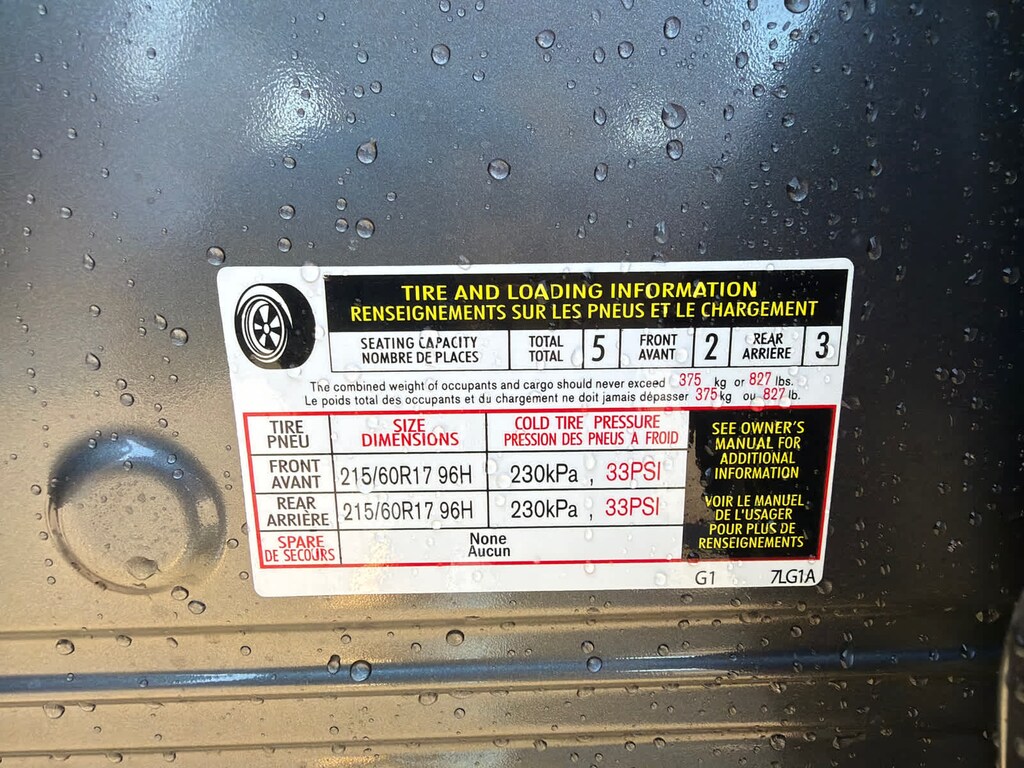 TIRE AND LOADING INFORMATION
RENSEIGNEMENTS SUR LES PNEUS ET LE CHARGEMENT
SEATING CAPACITY
NOMBRE DE PLACES
TOTAL
TOTAL
5
FRONT
AVANT
2
REAR
ARRIÈRE
3
The combined weight of occupants and cargo should never exceed 375 kg or 827 lbs.
Le poids total des occupants et du chargement ne doit jamais dépasser 375 kg ou 827 lb.
TIRE
PNEU
SIZE
DIMENSIONS
COLD TIRE PRESSURE
PRESSION DES PNEUS A FROID
FRONT
AVANT
215/60R17 96H
230kPa , 33PSI
REAR
ARRIÈRE
215/60R17 96H
230kPa , 33PSI
SPARE
DE SECOURS
None
Aucun
SEE OWNER'S
MANUAL FOR
ADDITIONAL
INFORMATION
VOIR LE MANUEL
DE L'USAGER
POUR PLUS DE
RENSEIGNEMENTS
G1 7LG1A